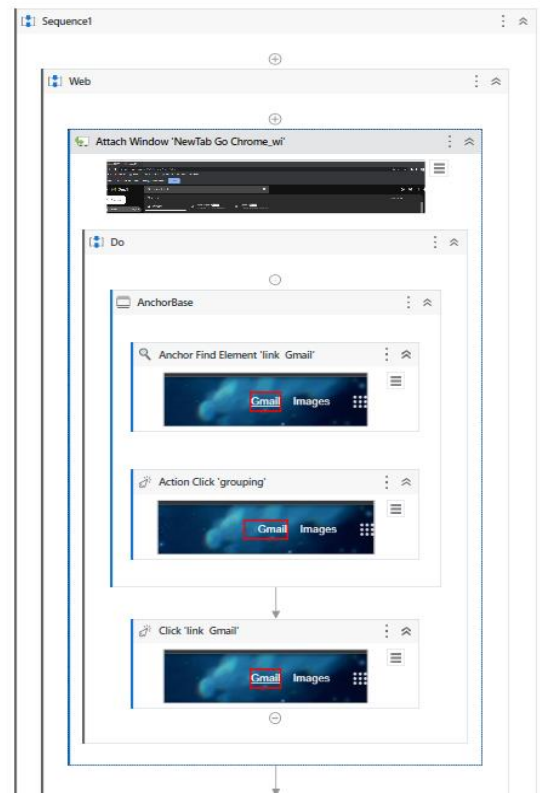 Sequence1
Web
Attach Window 'NewTab Go Chrome_wi'
Do
AnchorBase
Anchor Find Element 'link Gmail'
Gmail Images
Action Click 'grouping'
Gmail Images
Click 'link Gmail'
Gmail Images